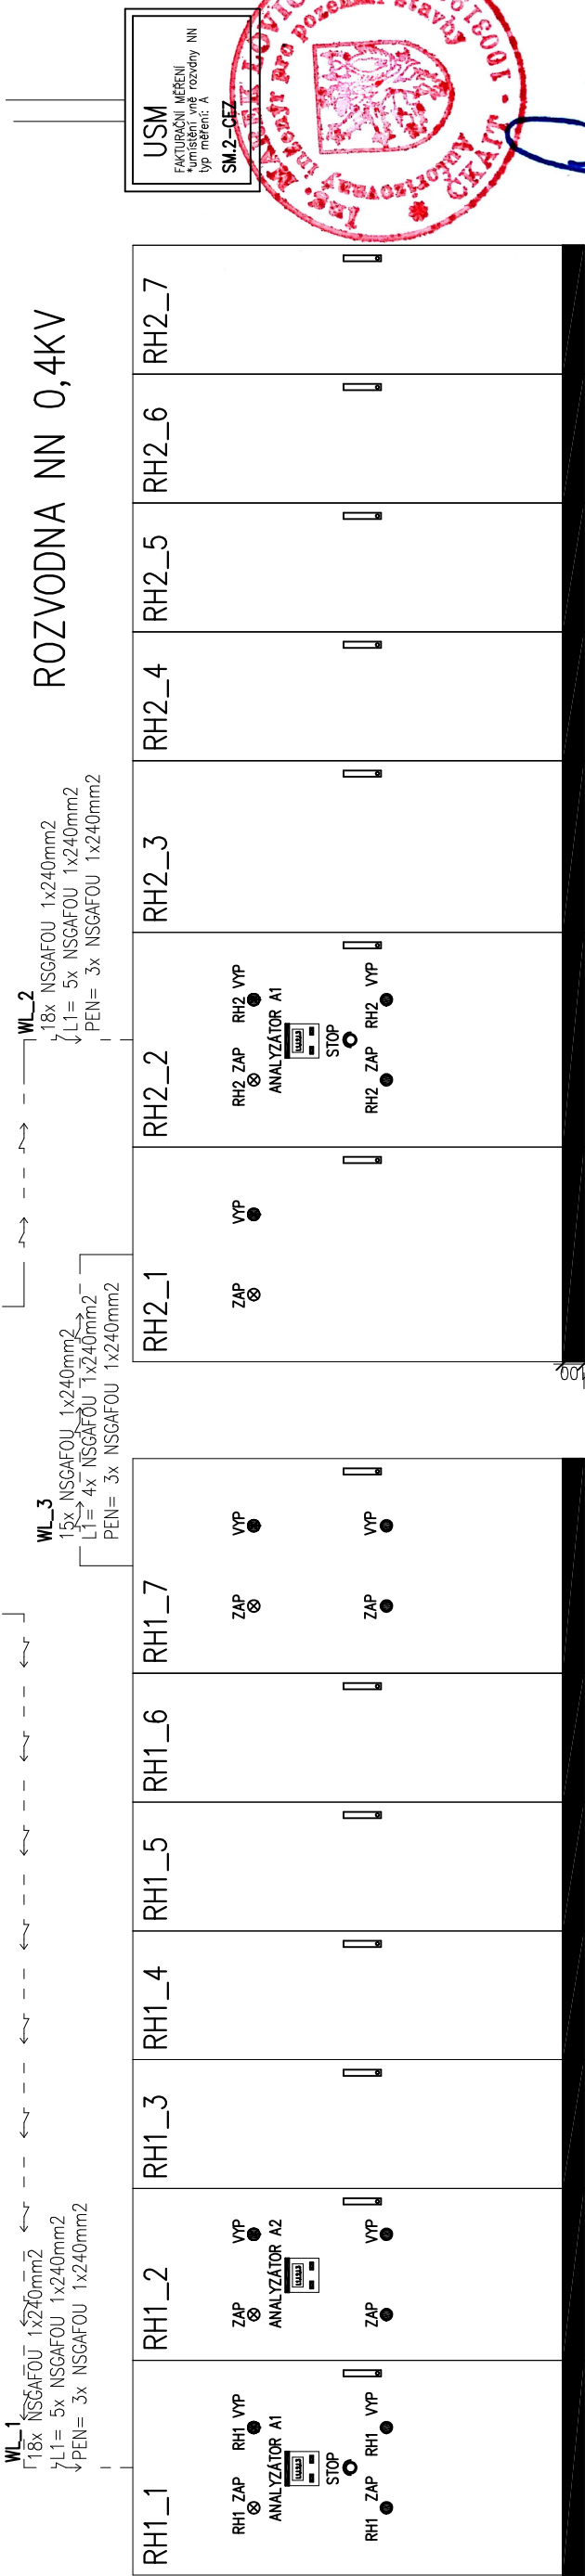 ROZVODNA NN 0,4KV
WL_1
18x NSGAFOU 1x240mm2
L1= 5x NSGAFOU 1x240mm2
PEN= 3x NSGAFOU 1x240mm2
WL_3
15x NSGAFOU 1x240mm2
L1= 4x NSGAFOU 1x240mm2
PEN= 3x NSGAFOU 1x240mm2
WL_2
18x NSGAFOU 1x240mm2
L1= 5x NSGAFOU 1x240mm2
PEN= 3x NSGAFOU 1x240mm2
USM
FAKTURAČNÍ MĚŘENÍ
*umístění vně rozvdny NN
typ měření: A
SM.2-CEZ
RH1_1
RH1 ZAP
RH1 VYP
ANALYZÁTOR A1
STOP
RH1 ZAP
RH1 VYP
RH1_2
ZAP
VYP
ANALYZÁTOR A2
ZAP
VYP
RH1_3
RH1_4
RH1_5
RH1_6
RH1_7
ZAP
VYP
ZAP
VYP
RH2_1
ZAP
VYP
RH2_2
RH2 ZAP
RH2 VYP
ANALYZÁTOR A1
STOP
RH2 ZAP
RH2 VYP
RH2_3
RH2_4
RH2_5
RH2_6
RH2_7
pro pozemní stavby
ČKAIT